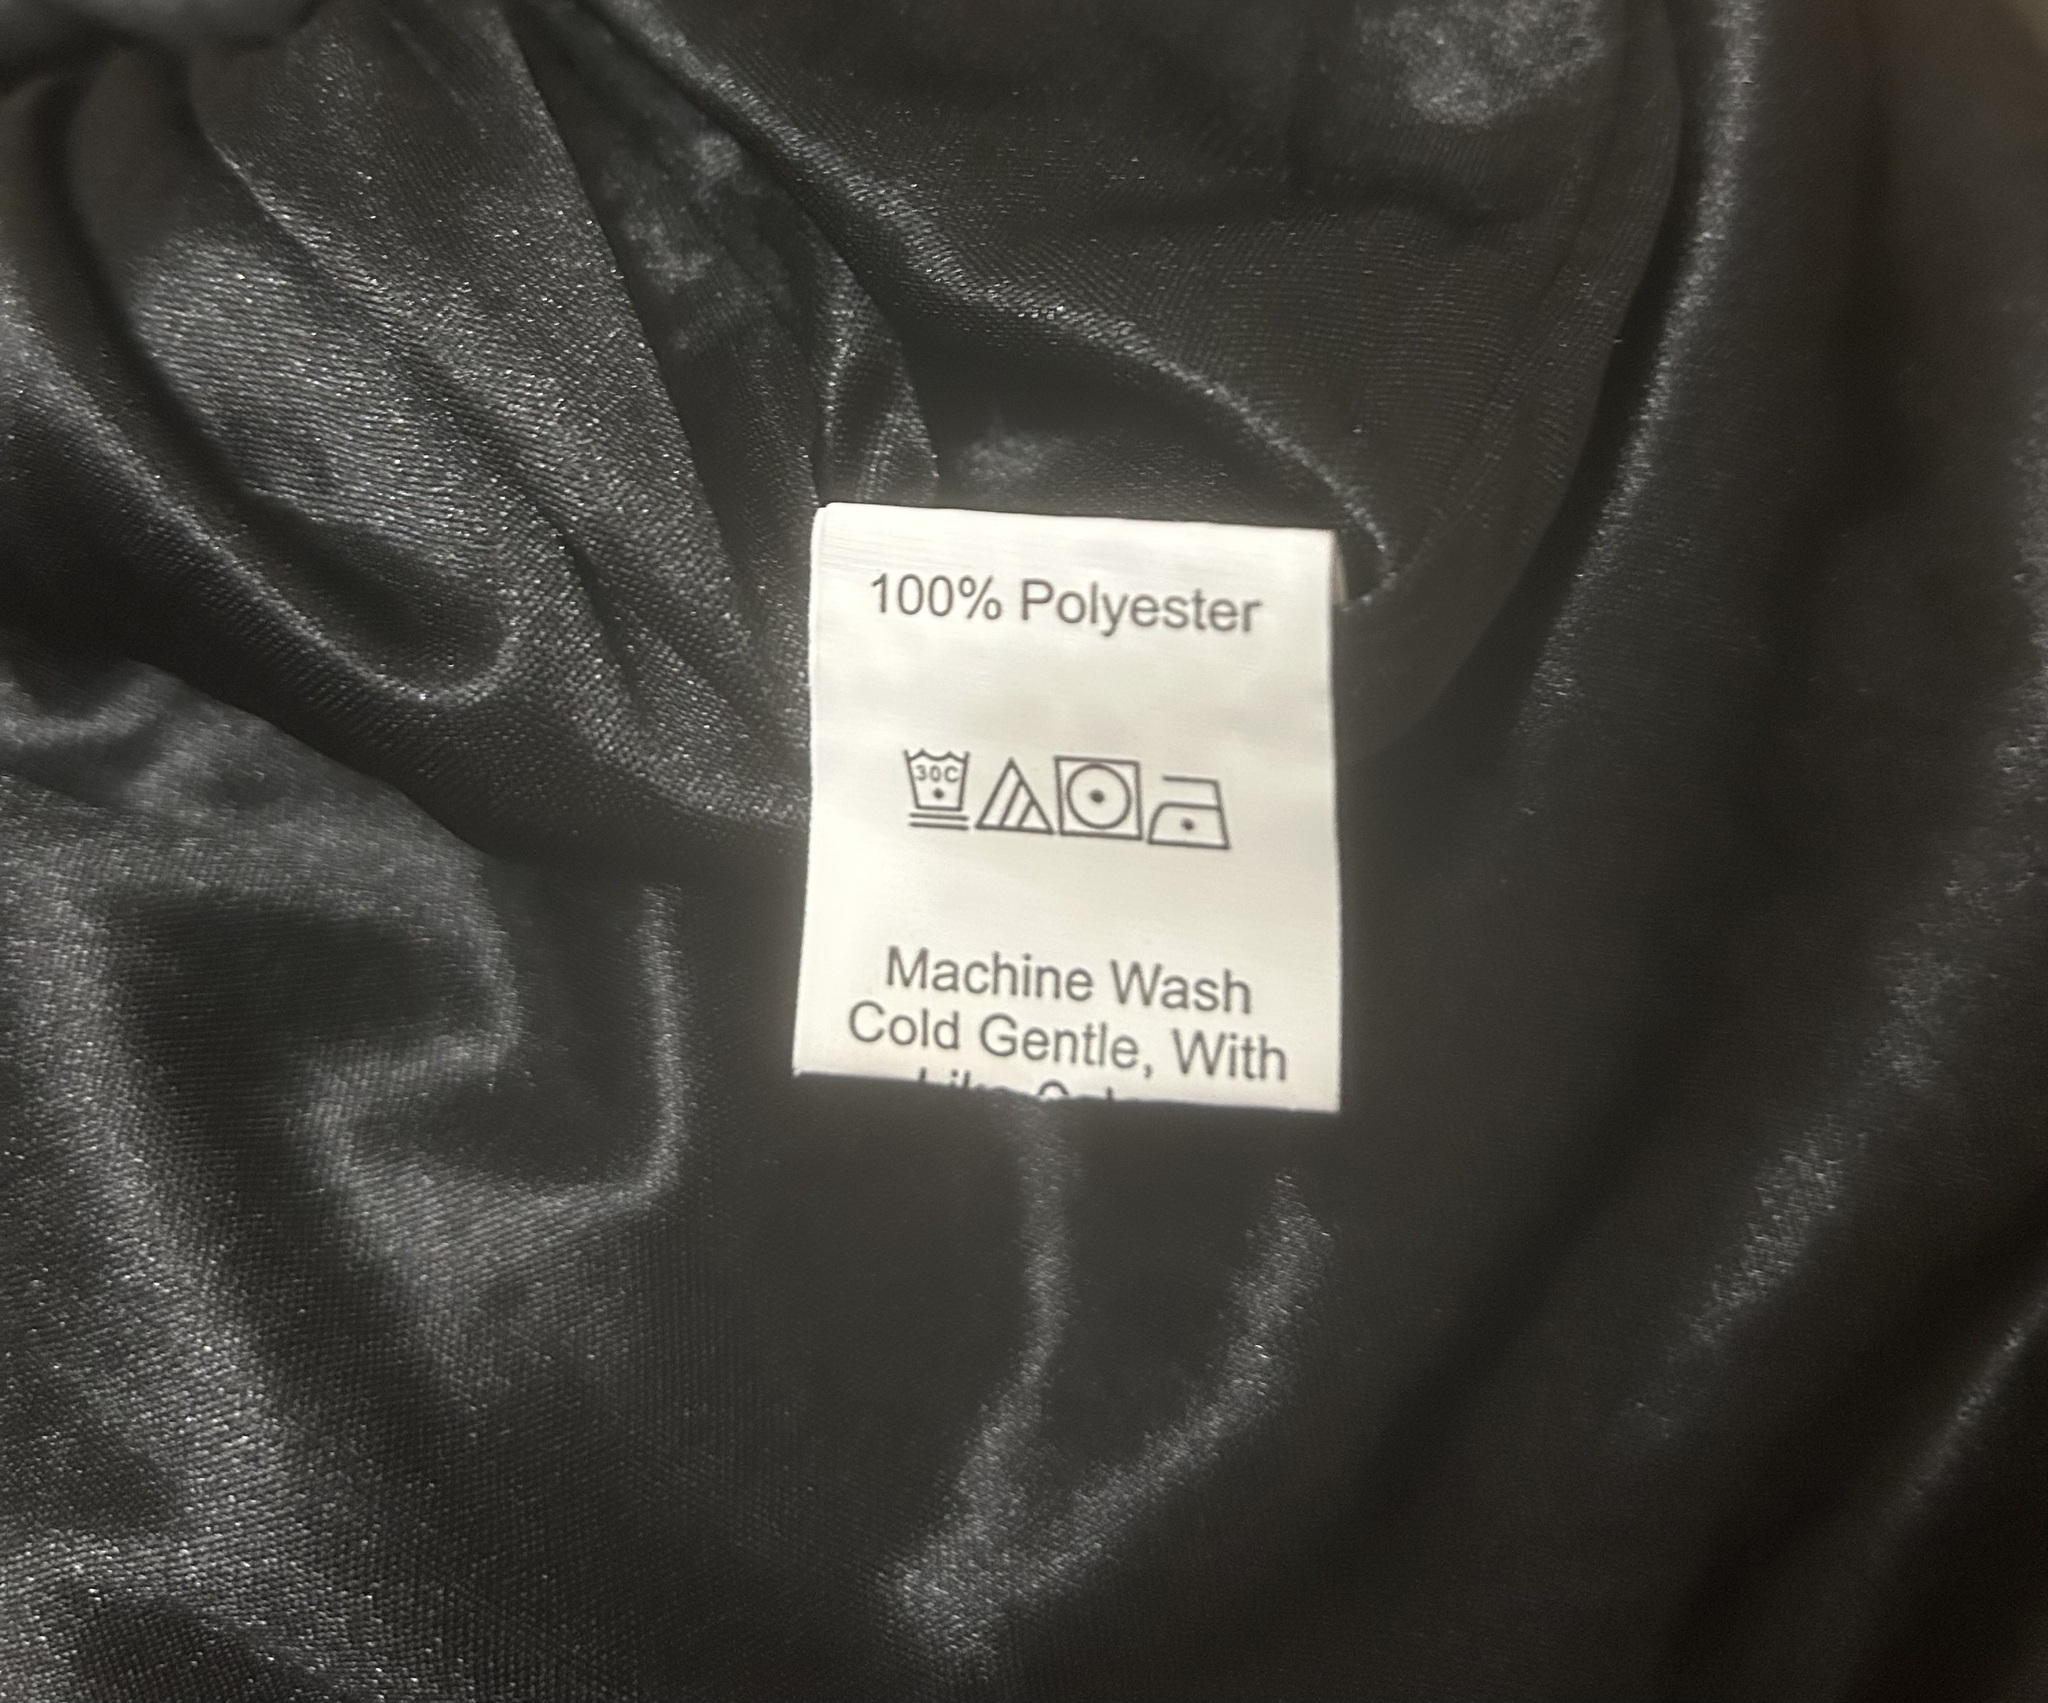 100% Polyester
30C
Machine Wash
Cold Gentle, With